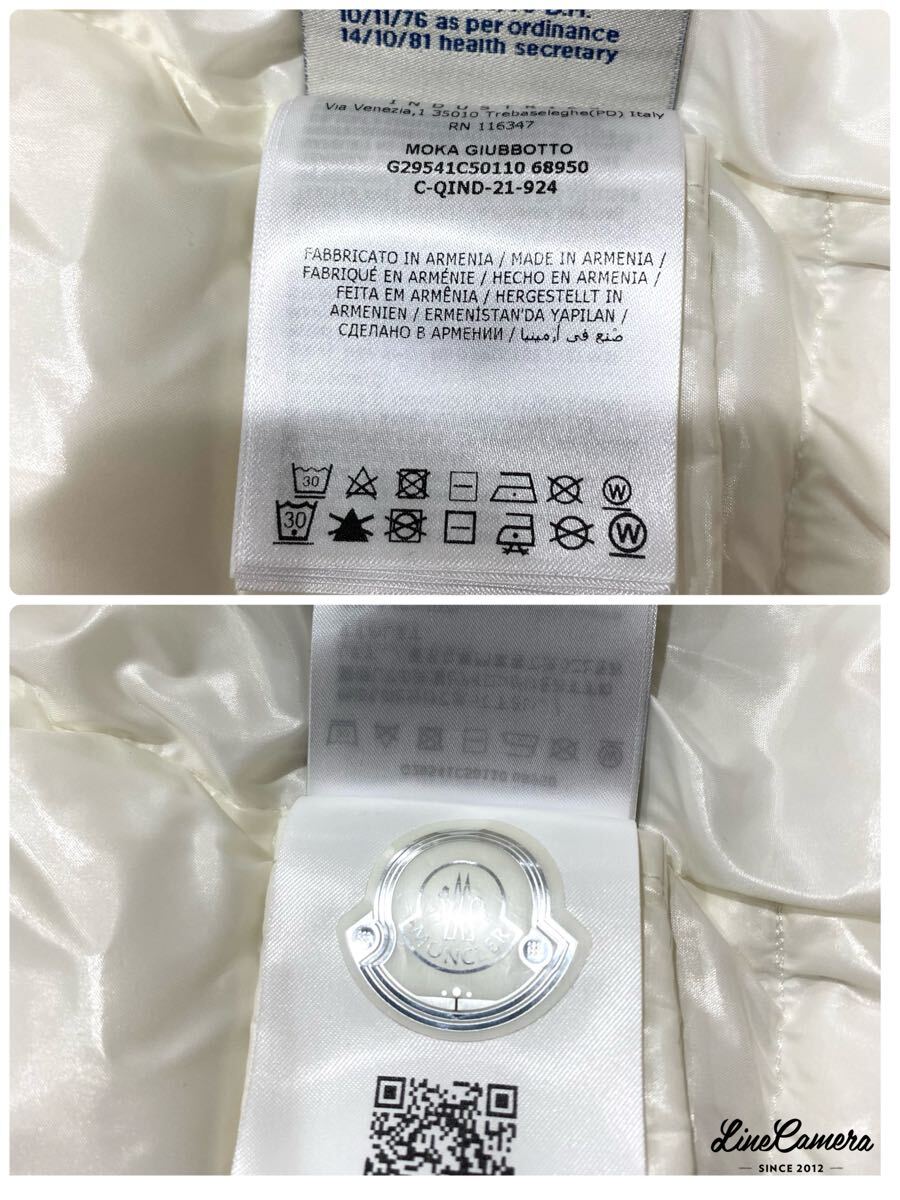 10/11/76 as per ordinance
14/10/81 health secretary
Via Venezia,1 35010 Trebaseleghe(PD) Italy
RN 116347
MOKA GIUBBOTTO
G29541C50110 68950
C-QIND-21-924
FABBRICATO IN ARMENIA / MADE IN ARMENIA /
FABRIQUÉ EN ARMÉNIE / HECHO EN ARMENIA /
FEITA EM ARMÊNIA / HERGESTELLT IN
ARMENIEN / ERMENİSTAN'DA YAPILAN /
СДЕЛАНО В АРМЕНИИ / صنع في أرمينيا
30
W
30
W
MONCLER
LineCamera
SINCE 2012